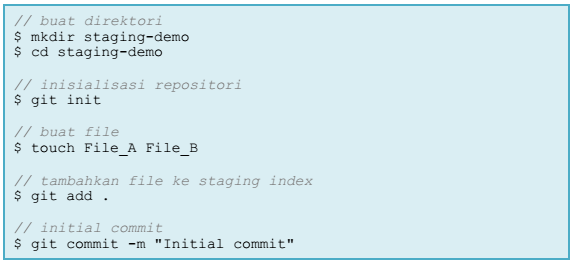 // buat direktori
$ mkdir staging-demo
$ cd staging-demo
// inisialisasi repositori
$ git init
// buat file
$ touch File_A File_B
// tambahkan file ke staging index
$ git add .
// initial commit
$ git commit -m "Initial commit"